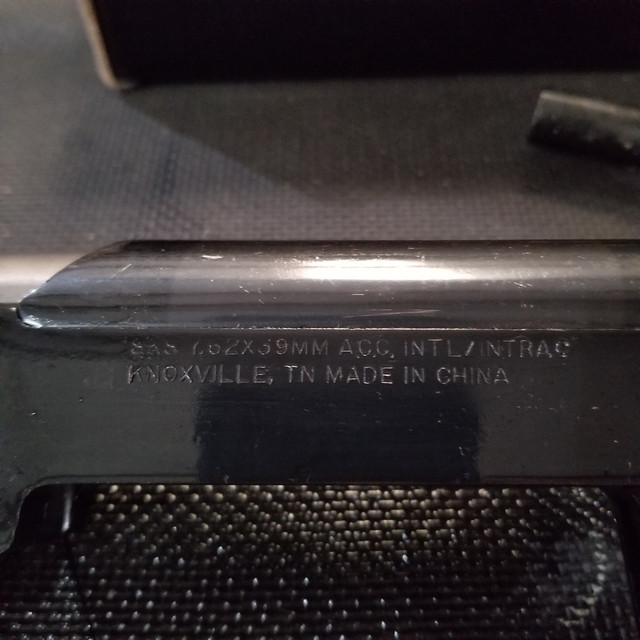 SKS 7.62X39MM ACC, INTL/INTRAC
KNOXVILLE, TN MADE IN CHINA